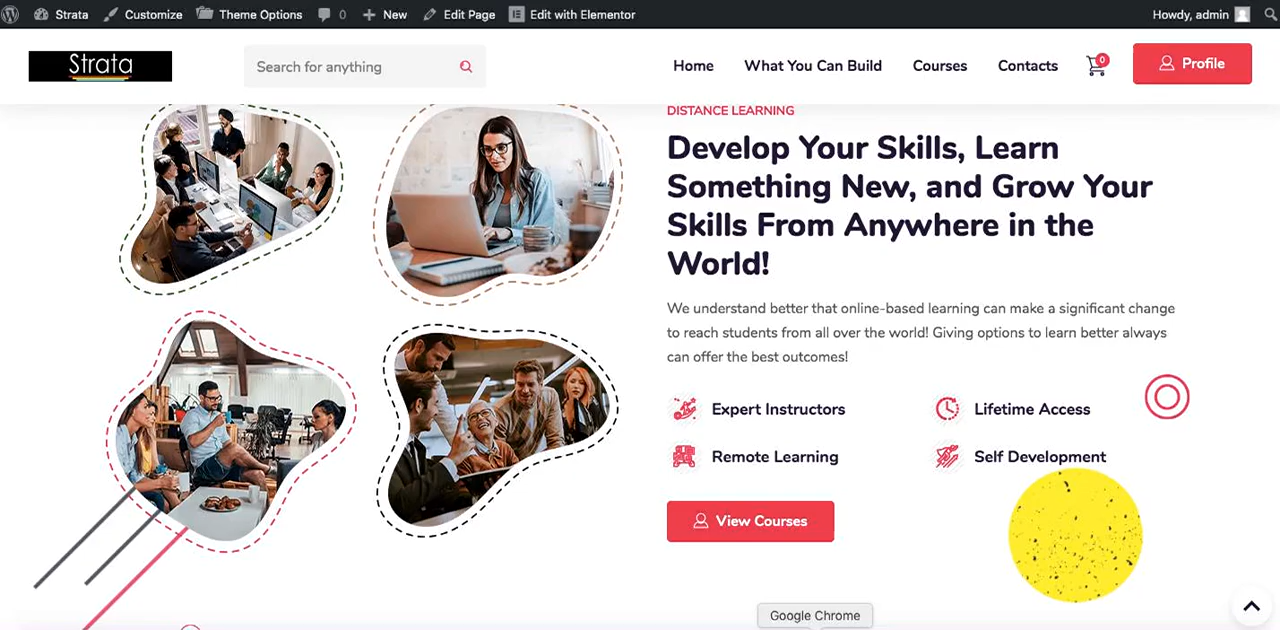 Strata Customize Theme Options 0 New Edit Page Edit with Elementor Howdy, admin
Strata Search for anything Home What You Can Build Courses Contacts 0 Profile
DISTANCE LEARNING
Develop Your Skills, Learn
Something New, and Grow Your
Skills From Anywhere in the
World!
We understand better that online-based learning can make a significant change
to reach students from all over the world! Giving options to learn better always
can offer the best outcomes!
Expert Instructors Lifetime Access
Remote Learning Self Development
View Courses
Google Chrome